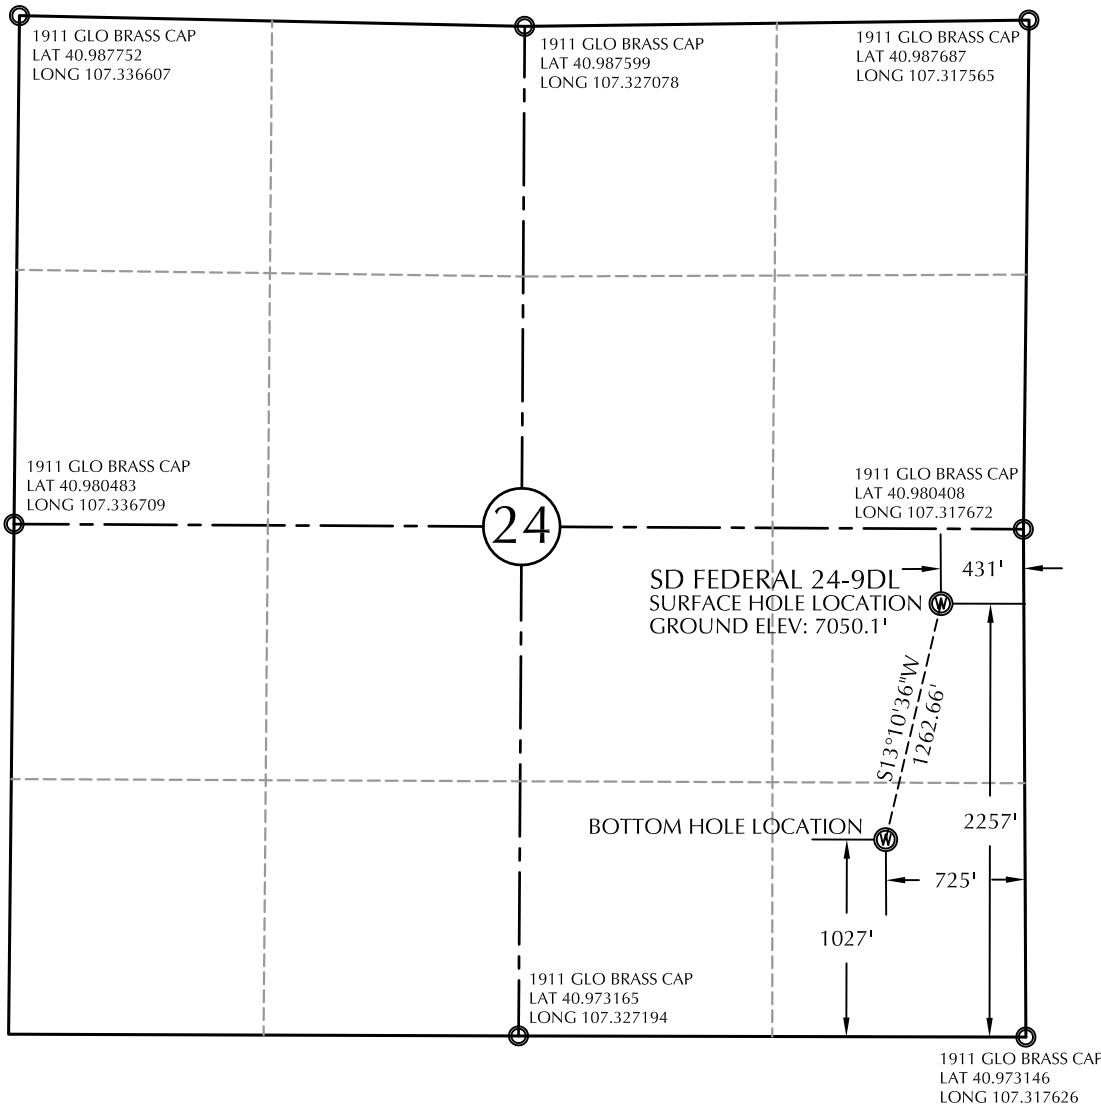 1911 GLO BRASS CAP
LAT 40.987752
LONG 107.336607
1911 GLO BRASS CAP
LAT 40.987599
LONG 107.327078
1911 GLO BRASS CAP
LAT 40.987687
LONG 107.317565
1911 GLO BRASS CAP
LAT 40.980483
LONG 107.336709
24
1911 GLO BRASS CAP
LAT 40.980408
LONG 107.317672
431'
SD FEDERAL 24-9DL
SURFACE HOLE LOCATION W
GROUND ELEV: 7050.1'
S13°10'36"W
1262.66'
2257'
BOTTOM HOLE LOCATION W
725'
1027'
1911 GLO BRASS CAP
LAT 40.973165
LONG 107.327194
1911 GLO BRASS CAP
LAT 40.973146
LONG 107.317626